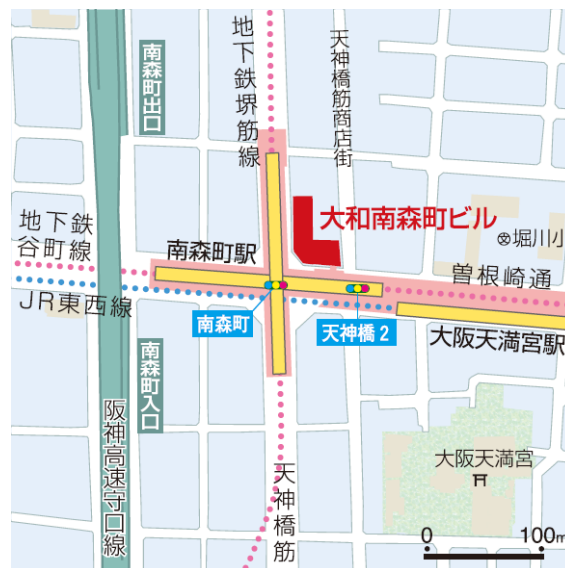 南森町出口
地下鉄堺筋線
天神橋筋商店街
大和南森町ビル
堀川小
地下鉄
谷町線
南森町駅
曽根崎通
JR東西線
南森町
天神橋2
大阪天満宮駅
南森町入口
阪神高速守口線
天神橋筋
大阪天満宮
0 100m